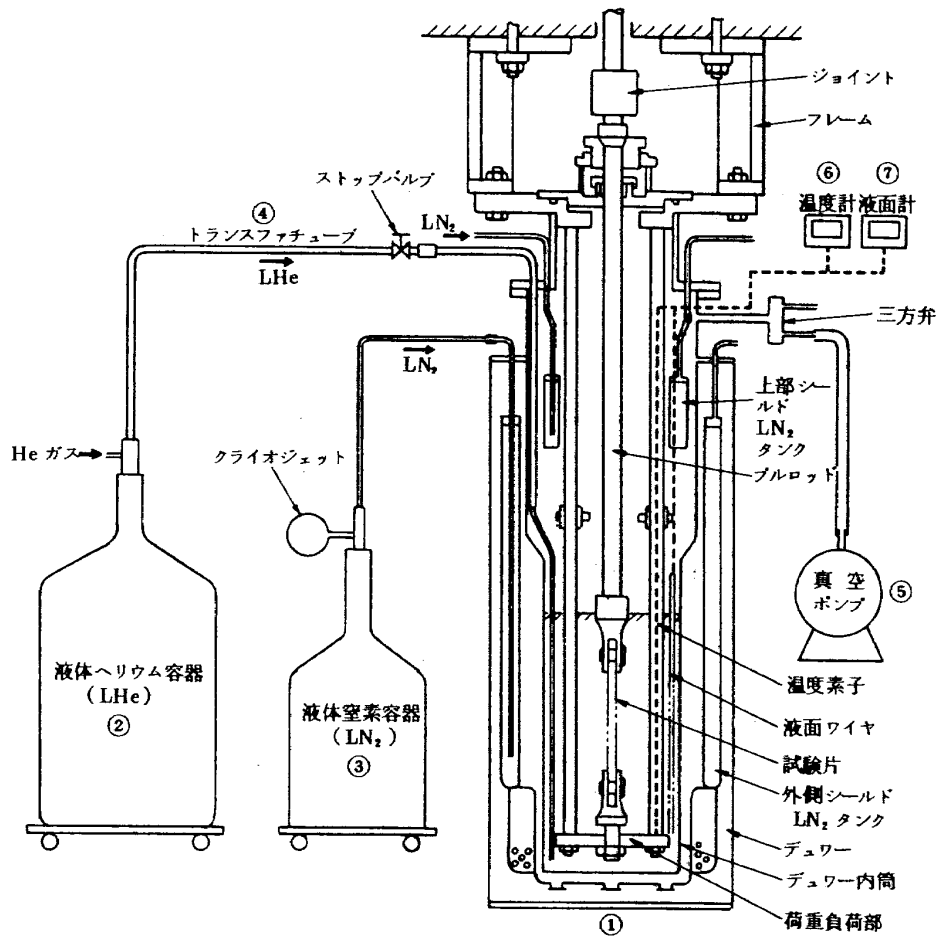 ジョイント
フレーム
⑥
⑦
温度計
液面計
ストップバルブ
④
トランスファチューブ
LHe
LN₂
三方弁
LN₂
上部シー
ルド
LN₂
タンク
Heガス
クライオジェット
プルロッド
真空
ポンプ
⑤
液体ヘリウム容器
(LHe)
②
液体窒素容器
(LN₂)
③
温度素子
液面ワイヤ
試験片
外側シールド
LN₂タンク
デュワー
デュワー内筒
荷重負荷部
①